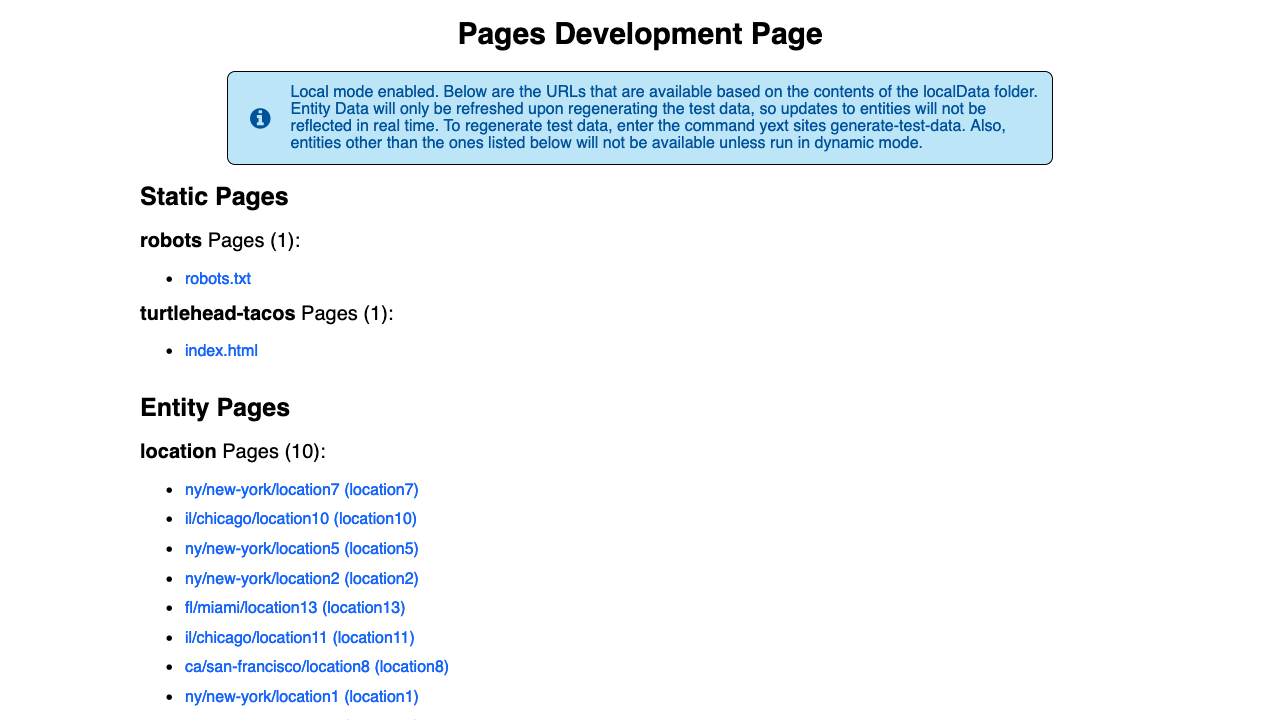 Pages Development Page
Local mode enabled. Below are the URLs that are available based on the contents of the localData folder.
Entity Data will only be refreshed upon regenerating the test data, so updates to entities will not be
reflected in real time. To regenerate test data, enter the command yext sites generate-test-data. Also,
entities other than the ones listed below will not be available unless run in dynamic mode.
Static Pages
robots Pages (1):
robots.txt
turtlehead-tacos Pages (1):
index.html
Entity Pages
location Pages (10):
ny/new-york/location7 (location7)
il/chicago/location10 (location10)
ny/new-york/location5 (location5)
ny/new-york/location2 (location2)
fl/miami/location13 (location13)
il/chicago/location11 (location11)
ca/san-francisco/location8 (location8)
ny/new-york/location1 (location1)